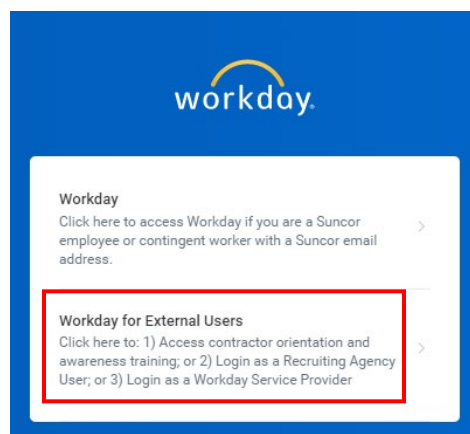 workday.
Workday
Click here to access Workday if you are a Suncor
employee or contingent worker with a Suncor email
address.
Workday for External Users
Click here to: 1) Access contractor orientation and
awareness training; or 2) Login as a Recruiting Agency
User; or 3) Login as a Workday Service Provider